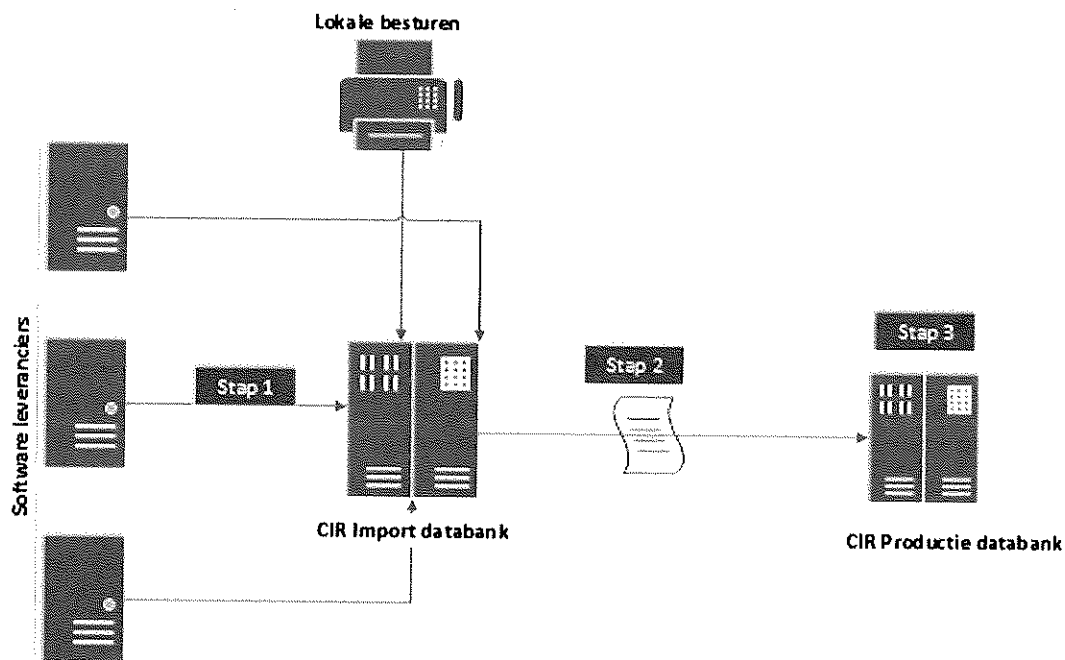 Lokale besturen
Software leveranciers
Stap 1
Stap 2
Stap 3
CIR Import databank
CIR Productie databank